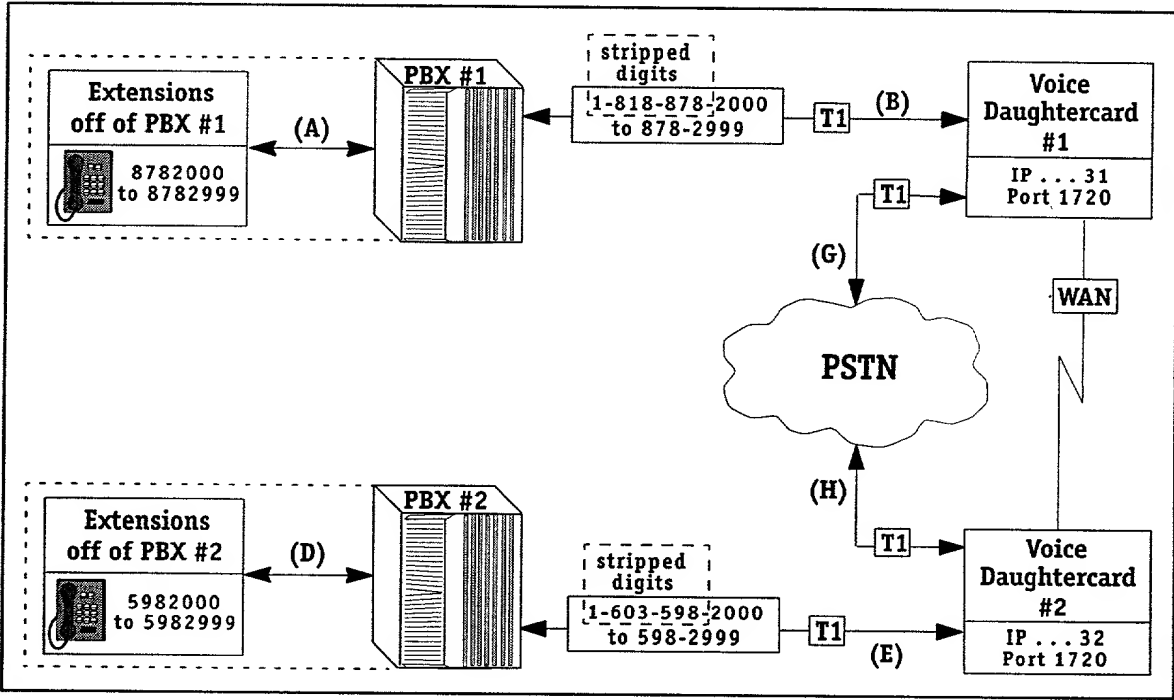 Extensions
off of PBX #1
8782000
to 8782999
(A)
PBX #1
stripped
digits
1-818-878-2000
to 878-2999
T1
(B)
Voice
Daughtercard
#1
IP . . . 31
Port 1720
T1
(G)
WAN
PSTN
(H)
T1
Extensions
off of PBX #2
5982000
to 5982999
(D)
PBX #2
stripped
digits
1-603-598-2000
to 598-2999
T1
(E)
Voice
Daughtercard
#2
IP . . . 32
Port 1720